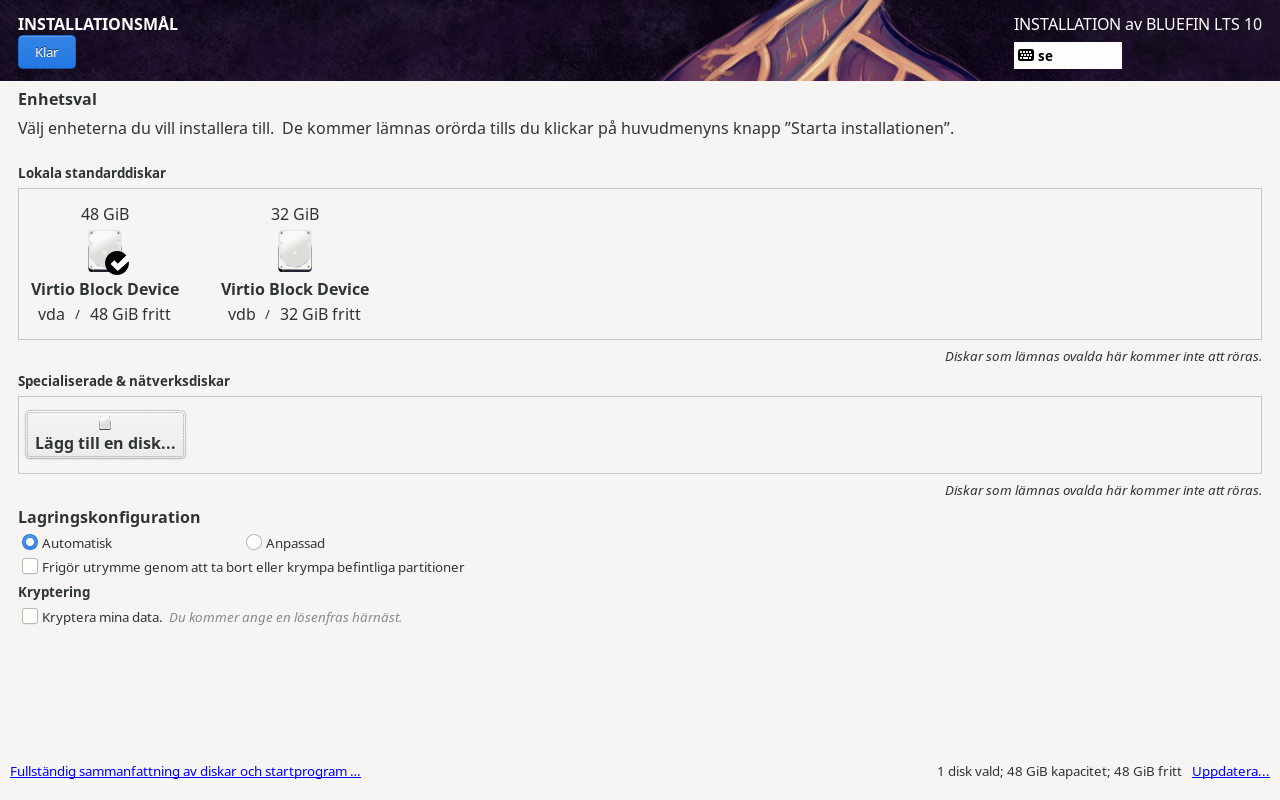 INSTALLATIONSMÅL
Klar
INSTALLATION av BLUEFIN LTS 10
se
Enhetsval
Välj enheterna du vill installera till.  De kommer lämnas orörda tills du klickar på huvudmenyns knapp ”Starta installationen”.
Lokala standarddiskar
48 GiB
Virtio Block Device
vda / 48 GiB fritt
32 GiB
Virtio Block Device
vdb / 32 GiB fritt
Diskar som lämnas ovalda här kommer inte att röras.
Specialiserade & nätverksdiskar
Lägg till en disk...
Diskar som lämnas ovalda här kommer inte att röras.
Lagringskonfiguration
Automatisk
Anpassad
Frigör utrymme genom att ta bort eller krympa befintliga partitioner
Kryptering
Kryptera mina data. Du kommer ange en lösenfras härnäst.
Fullständig sammanfattning av diskar och startprogram ...
1 disk vald; 48 GiB kapacitet; 48 GiB fritt Uppdatera...